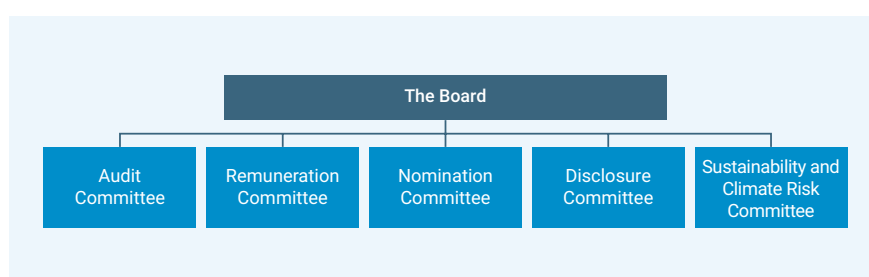 The Board
Audit
Committee
Remuneration
Committee
Nomination
Committee
Disclosure
Committee
Sustainability and
Climate Risk
Committee